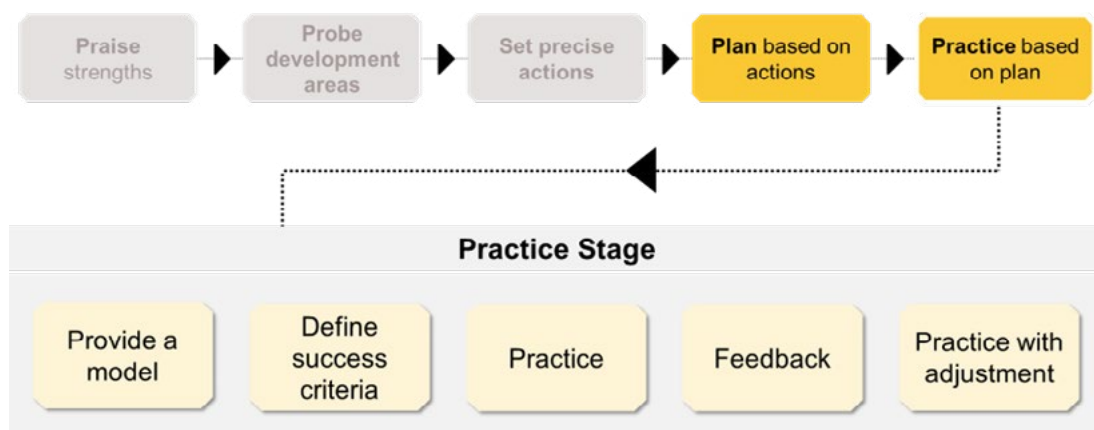 Praise
strengths
Probe
development
areas
Set precise
actions
Plan based on
actions
Practice based
on plan
Practice Stage
Provide a
model
Define
success
criteria
Practice
Feedback
Practice with
adjustment